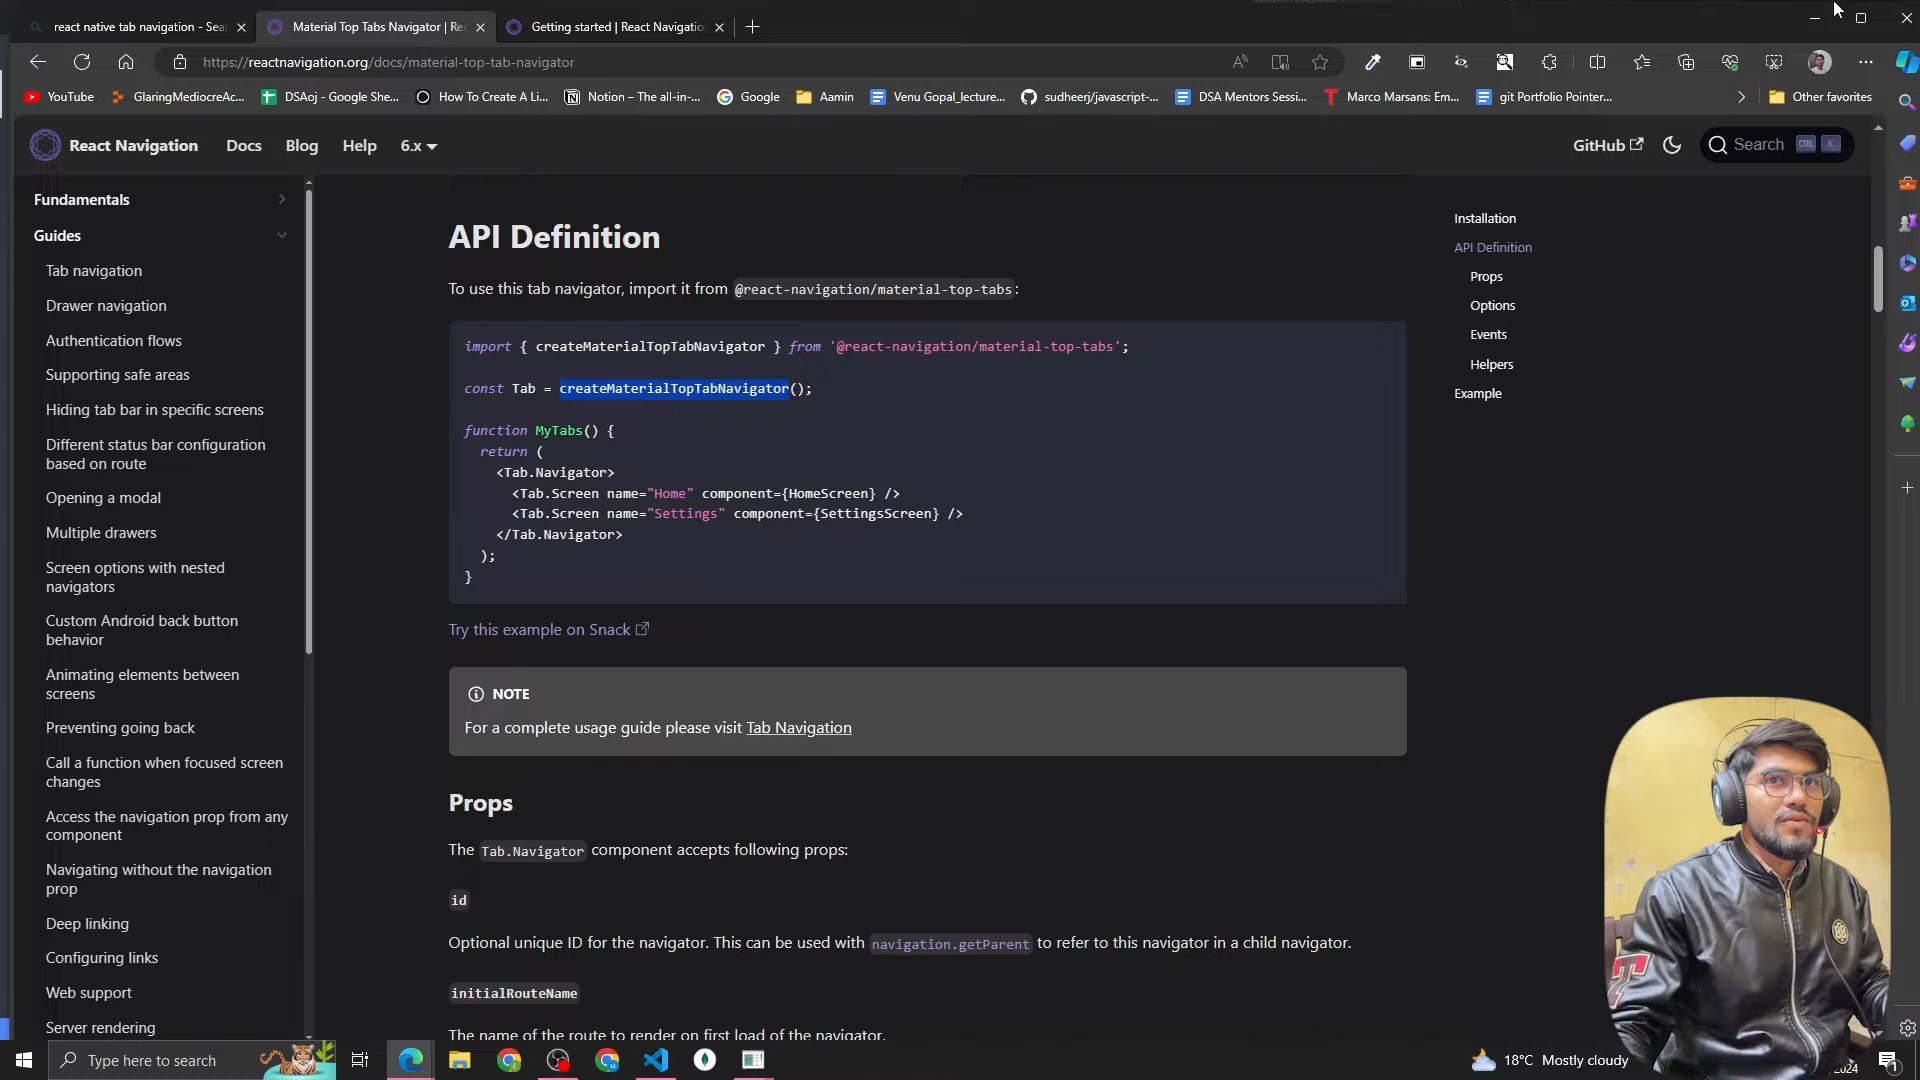 react native tab navigation - Sea
Material Top Tabs Navigator | Re
Getting started | React Navigatio
https://reactnavigation.org/docs/material-top-tab-navigator
YouTube
GlaringMediocreAc...
DSAoj - Google She...
How To Create A Li...
Notion – The all-in-...
Google
Aamin
Venu Gopal_lecture...
sudheerj/javascript-...
DSA Mentors Sessi...
Marco Marsans: Em...
git Portfolio Pointer...
Other favorites
React Navigation
Docs
Blog
Help
6.x
GitHub
Search
CTRL
K
Fundamentals
Guides
Tab navigation
Drawer navigation
Authentication flows
Supporting safe areas
Hiding tab bar in specific screens
Different status bar configuration
based on route
Opening a modal
Multiple drawers
Screen options with nested
navigators
Custom Android back button
behavior
Animating elements between
screens
Preventing going back
Call a function when focused screen
changes
Access the navigation prop from any
component
Navigating without the navigation
prop
Deep linking
Configuring links
Web support
Server rendering
API Definition
To use this tab navigator, import it from @react-navigation/material-top-tabs:
import { createMaterialTopTabNavigator } from '@react-navigation/material-top-tabs';
const Tab = createMaterialTopTabNavigator();
function MyTabs() {
return (
<Tab.Navigator>
<Tab.Screen name="Home" component={HomeScreen} />
<Tab.Screen name="Settings" component={SettingsScreen} />
</Tab.Navigator>
);
}
Try this example on Snack
NOTE
For a complete usage guide please visit Tab Navigation
Props
The Tab.Navigator component accepts following props:
id
Optional unique ID for the navigator. This can be used with navigation.getParent to refer to this navigator in a child navigator.
initialRouteName
The name of the route to render on first load of the navigator.
Installation
API Definition
Props
Options
Events
Helpers
Example
Type here to search
18°C Mostly cloudy
2024
1